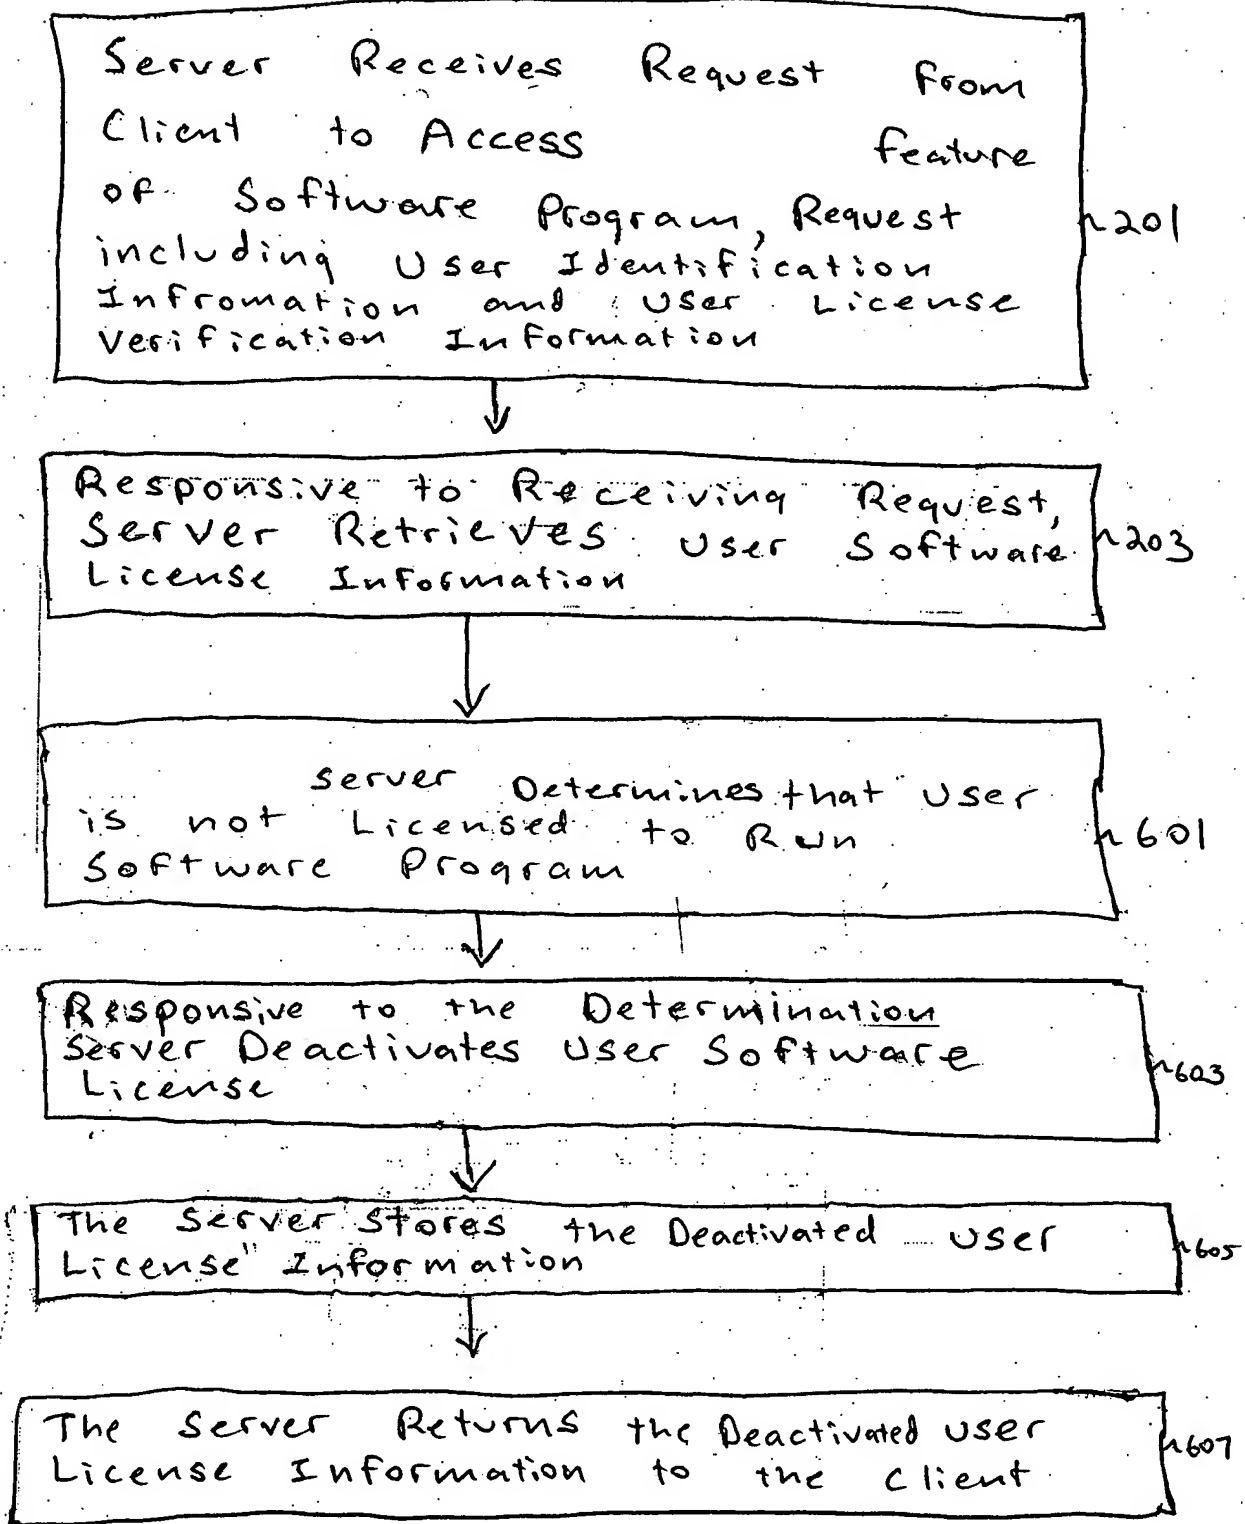 Server Receives Request From
Client to Access feature
of Software Program, Request
including User Identification
Infromation and User License
Verification Information
~201
Responsive to Receiving Request,
Server Retrieves User Software
License Information
~203
Server Determines that User
is not Licensed to Run
Software Program
~601
Responsive to the Determination
Server Deactivates User Software
License
~603
The Server Stores the Deactivated User
License Information
~605
The Server Returns the Deactivated User
License Information to the Client
~607